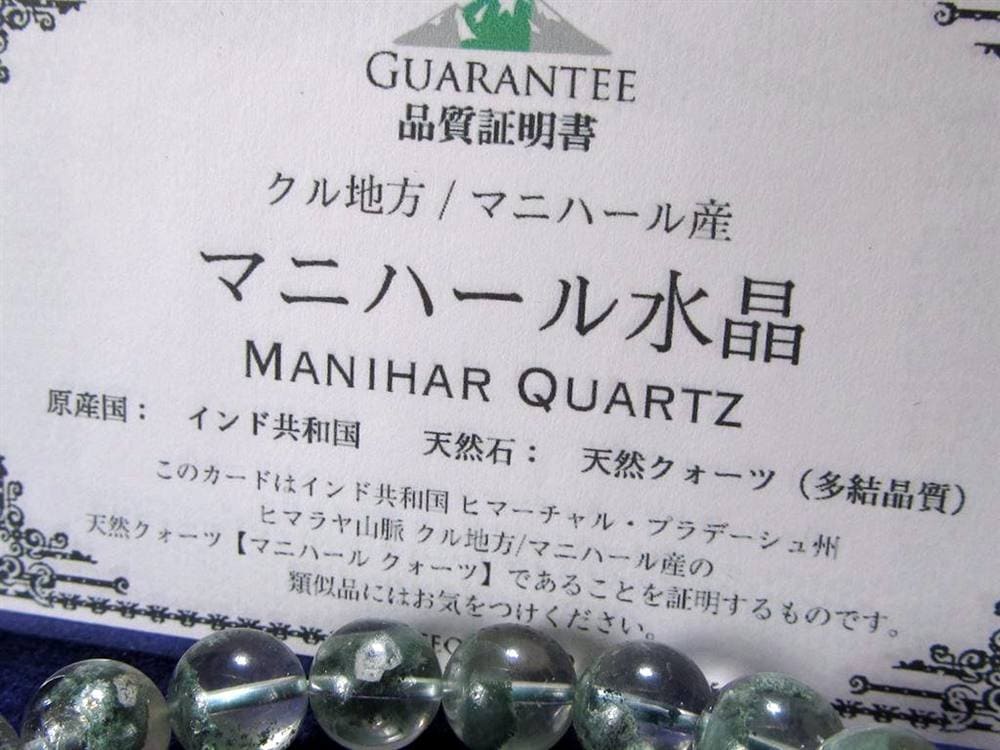 GUARANTEE
品質証明書
クル地方 / マニハール産
マニハール水晶
MANIHAR QUARTZ
原産国： インド共和国 天然石： 天然クォーツ（多結晶質）
このカードはインド共和国 ヒマーチャル・プラデーシュ州
ヒマラヤ山脈 クル地方/マニハール産の
天然クォーツ【マニハール クォーツ】であることを証明するものです。
類似品にはお気をつけください。